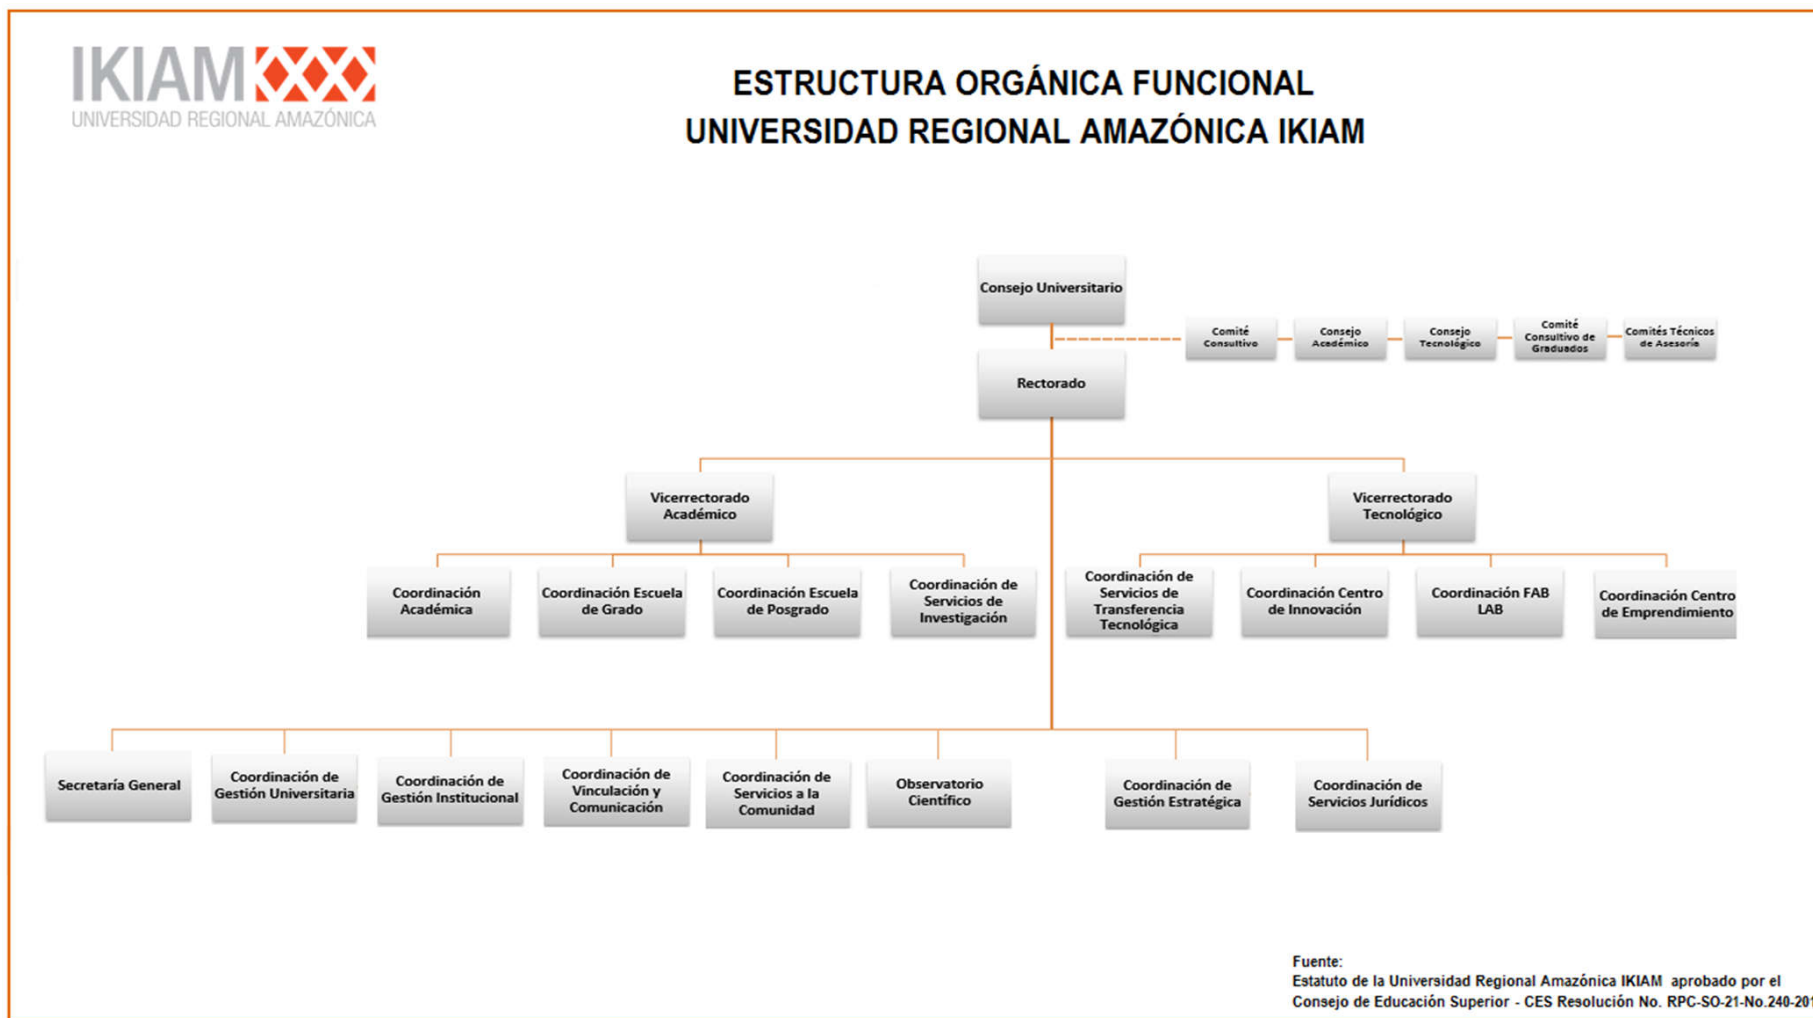 IKIAM
UNIVERSIDAD REGIONAL AMAZÓNICA
ESTRUCTURA ORGÁNICA FUNCIONAL
UNIVERSIDAD REGIONAL AMAZÓNICA IKIAM
Consejo Universitario
Comité
Consultivo
Consejo
Académico
Consejo
Tecnológico
Comité
Consultivo de
Graduados
Comités Técnicos
de Asesoría
Rectorado
Vicerrectorado
Académico
Vicerrectorado
Tecnológico
Coordinación
Académica
Coordinación Escuela
de Grado
Coordinación Escuela
de Posgrado
Coordinación de
Servicios de
Investigación
Coordinación de
Servicios de
Transferencia
Tecnológica
Coordinación Centro
de Innovación
Coordinación FAB
LAB
Coordinación Centro
de Emprendimiento
Secretaría General
Coordinación de
Gestión Universitaria
Coordinación de
Gestión Institucional
Coordinación de
Vinculación y
Comunicación
Coordinación de
Servicios a la
Comunidad
Observatorio
Científico
Coordinación de
Gestión Estratégica
Coordinación de
Servicios Jurídicos
Fuente:
Estatuto de la Universidad Regional Amazónica IKIAM aprobado por el
Consejo de Educación Superior - CES Resolución No. RPC-SO-21-No.240-201